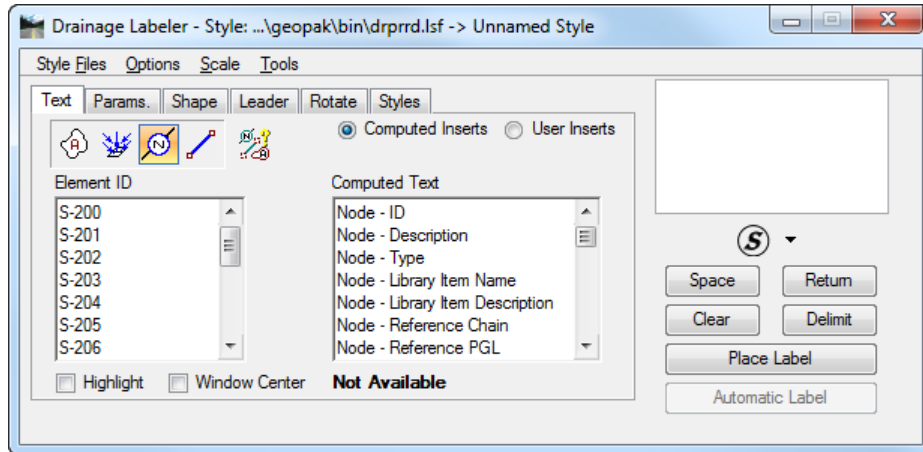 Drainage Labeler - Style: ...\geopak\bin\drprrd.lsf -> Unnamed Style
Style Files Options Scale Tools
Text Params. Shape Leader Rotate Styles
Computed Inserts User Inserts
Element ID Computed Text
S-200 Node - ID
S-201 Node - Description
S-202 Node - Type
S-203 Node - Library Item Name
S-204 Node - Library Item Description
S-205 Node - Reference Chain
S-206 Node - Reference PGL
Highlight Window Center Not Available
S
Space Return
Clear Delimit
Place Label
Automatic Label